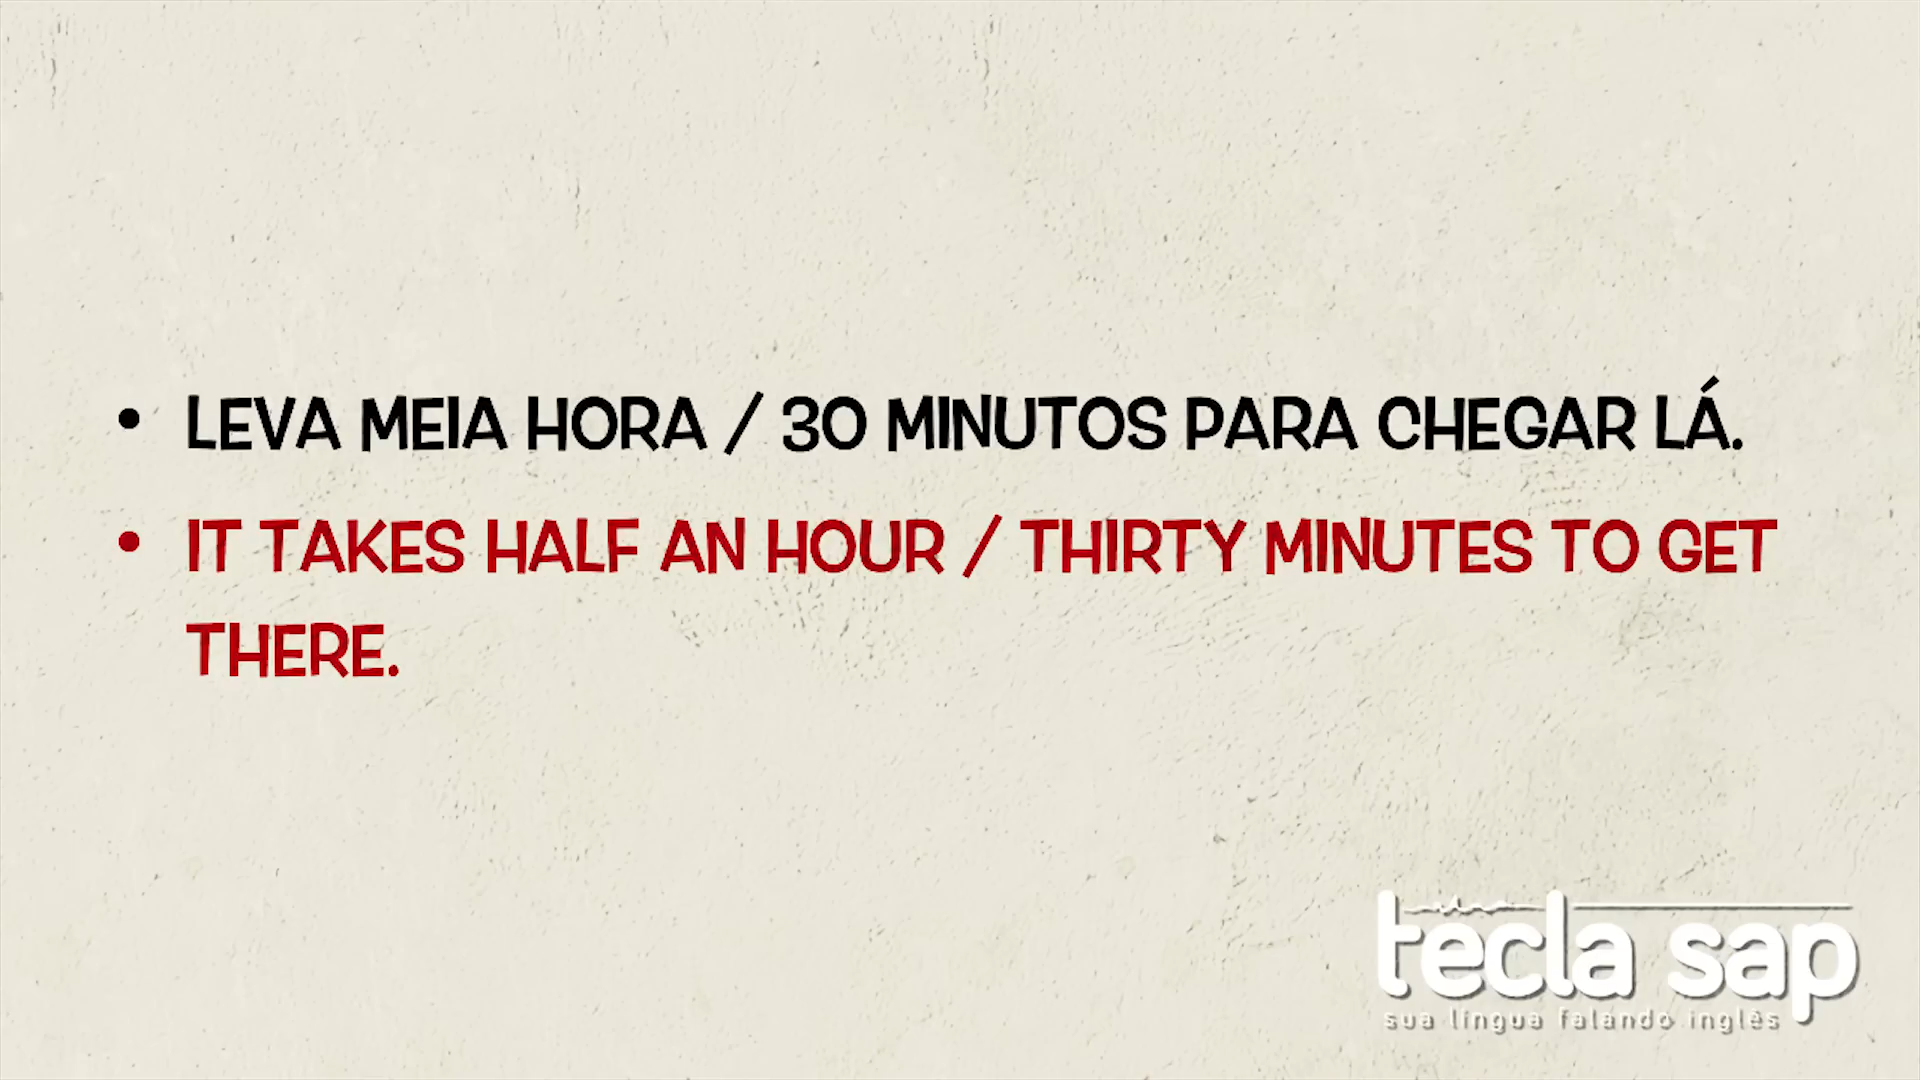 • LEVA MEIA HORA / 30 MINUTOS PARA CHEGAR LÁ.
• IT TAKES HALF AN HOUR / THIRTY MINUTES TO GET
THERE.
tecla sap
sua língua falando inglês